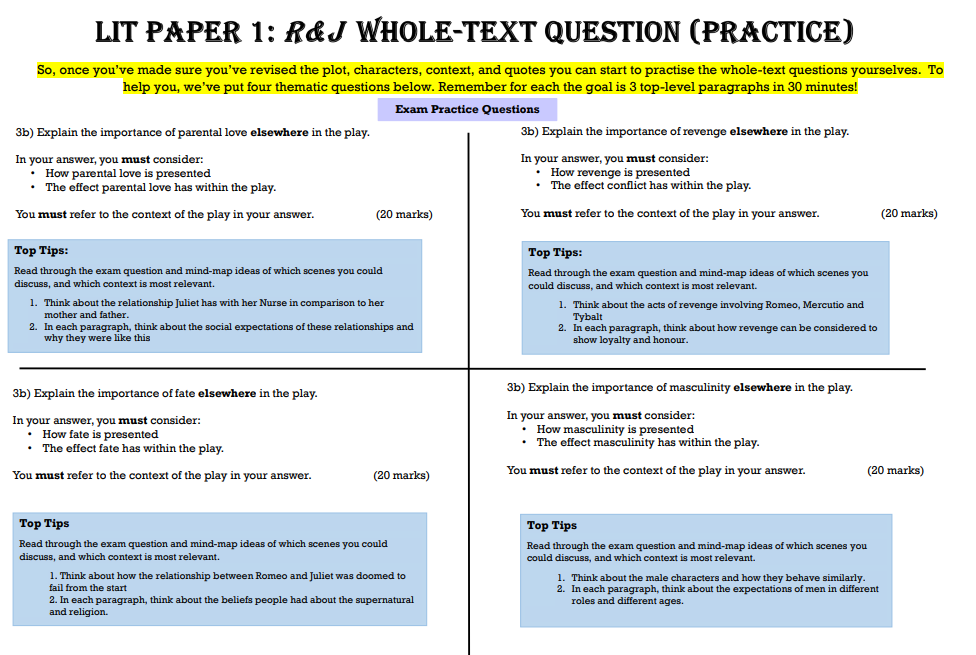 LIT PAPER 1: R&J WHOLE-TEXT QUESTION (PRACTICE)
So, once you've made sure you've revised the plot, characters, context, and quotes you can start to practise the whole-text questions yourselves. To
help you, we've put four thematic questions below. Remember for each the goal is 3 top-level paragraphs in 30 minutes!
Exam Practice Questions
3b) Explain the importance of parental love elsewhere in the play.
In your answer, you must consider:
• How parental love is presented
• The effect parental love has within the play.
You must refer to the context of the play in your answer. (20 marks)
Top Tips:
Read through the exam question and mind-map ideas of which scenes you could
discuss, and which context is most relevant.
1. Think about the relationship Juliet has with her Nurse in comparison to her
mother and father.
2. In each paragraph, think about the social expectations of these relationships and
why they were like this
3b) Explain the importance of revenge elsewhere in the play.
In your answer, you must consider:
• How revenge is presented
• The effect conflict has within the play.
You must refer to the context of the play in your answer. (20 marks)
Top Tips:
Read through the exam question and mind-map ideas of which scenes you
could discuss, and which context is most relevant.
1. Think about the acts of revenge involving Romeo, Mercutio and
Tybalt
2. In each paragraph, think about how revenge can be considered to
show loyalty and honour.
3b) Explain the importance of fate elsewhere in the play.
In your answer, you must consider:
• How fate is presented
• The effect fate has within the play.
You must refer to the context of the play in your answer. (20 marks)
Top Tips
Read through the exam question and mind-map ideas of which scenes you could
discuss, and which context is most relevant.
1. Think about how the relationship between Romeo and Juliet was doomed to
fail from the start
2. In each paragraph, think about the beliefs people had about the supernatural
and religion.
3b) Explain the importance of masculinity elsewhere in the play.
In your answer, you must consider:
• How masculinity is presented
• The effect masculinity has within the play.
You must refer to the context of the play in your answer. (20 marks)
Top Tips
Read through the exam question and mind-map ideas of which scenes you
could discuss, and which context is most relevant.
1. Think about the male characters and how they behave similarly.
2. In each paragraph, think about the expectations of men in different
roles and different ages.